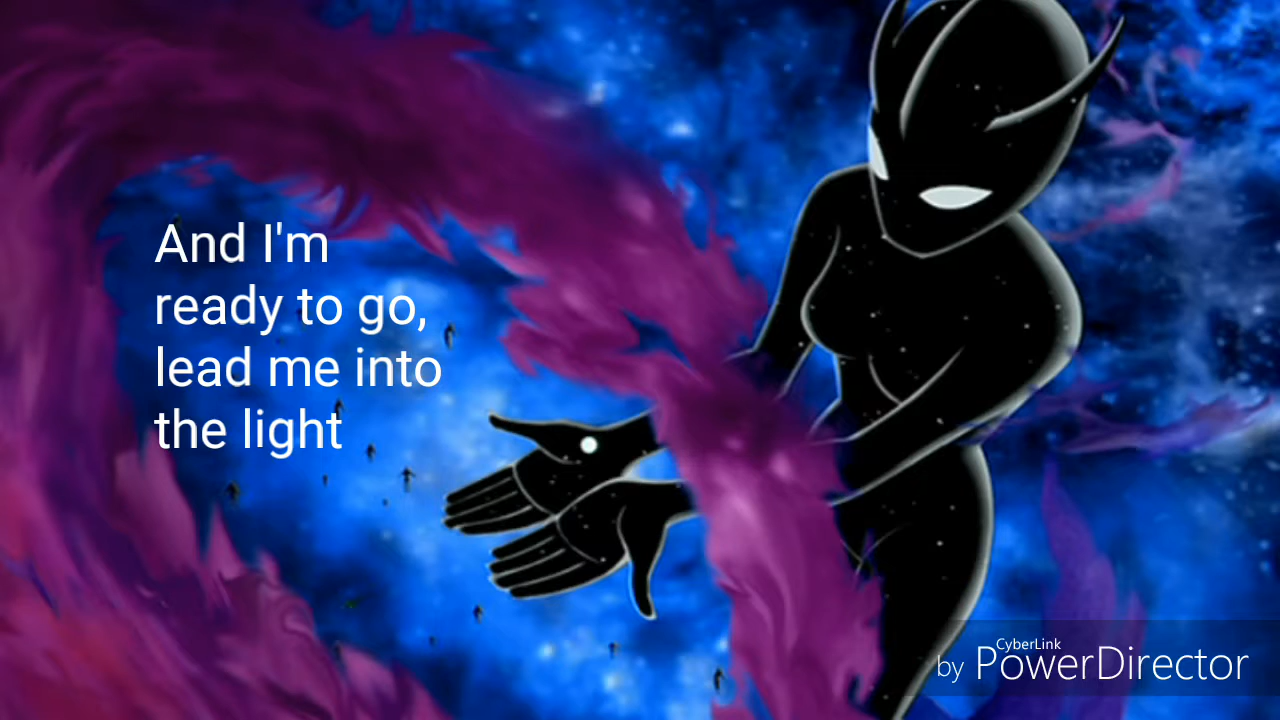 And I'm
ready to go,
lead me into
the light
CyberLink
by PowerDirector